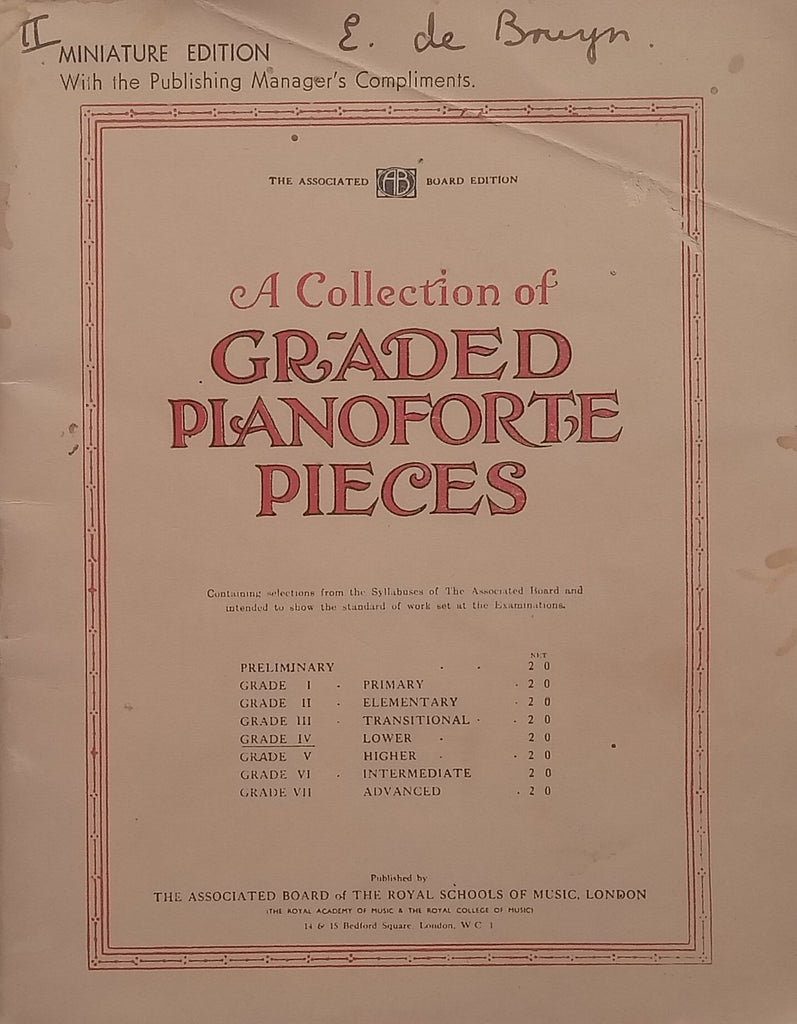 II
E. de Bruyn.
MINIATURE EDITION
With the Publishing Manager's Compliments.
THE ASSOCIATED AB BOARD EDITION
A Collection of
GRADED
PIANOFORTE
PIECES
Containing selections from the Syllabuses of The Associated Board and
intended to show the standard of work set at the Examinations.
NET
PRELIMINARY . . 2 0
GRADE I . PRIMARY . 2 0
GRADE II . ELEMENTARY . 2 0
GRADE III . TRANSITIONAL . . 2 0
GRADE IV LOWER . 2 0
GRADE V HIGHER . . 2 0
GRADE VI . INTERMEDIATE 2 0
GRADE VII ADVANCED . 2 0
Published by
THE ASSOCIATED BOARD of THE ROYAL SCHOOLS OF MUSIC, LONDON
(THE ROYAL ACADEMY OF MUSIC & THE ROYAL COLLEGE OF MUSIC)
14 & 15 Bedford Square, London, W C 1